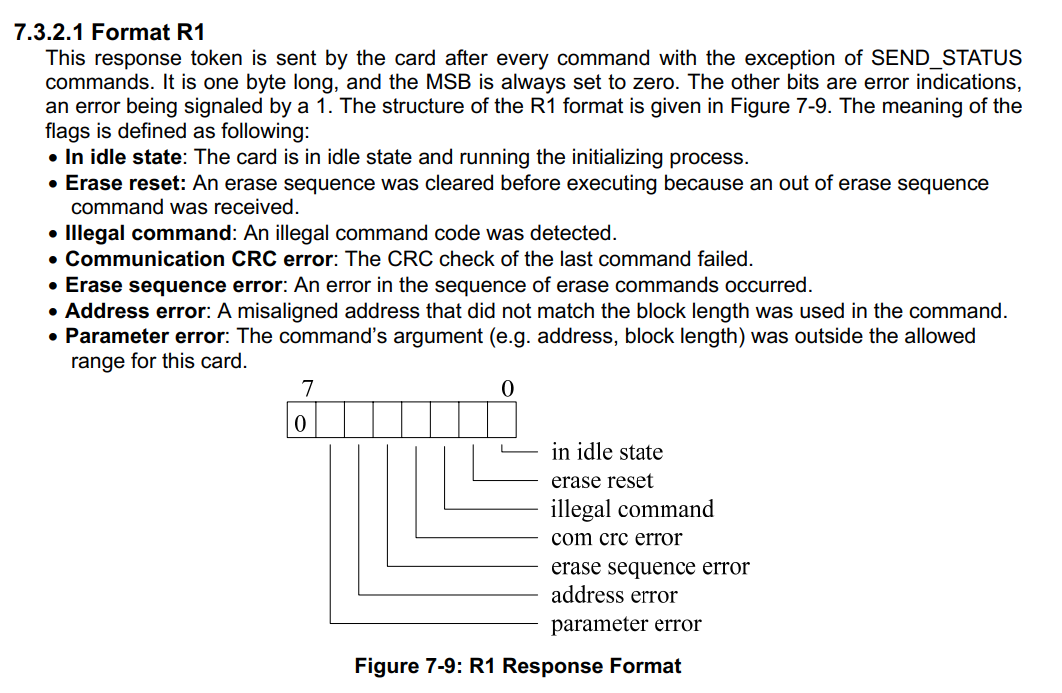 7.3.2.1 Format R1
This response token is sent by the card after every command with the exception of SEND_STATUS
commands. It is one byte long, and the MSB is always set to zero. The other bits are error indications,
an error being signaled by a 1. The structure of the R1 format is given in Figure 7-9. The meaning of the
flags is defined as following:
• In idle state: The card is in idle state and running the initializing process.
• Erase reset: An erase sequence was cleared before executing because an out of erase sequence
command was received.
• Illegal command: An illegal command code was detected.
• Communication CRC error: The CRC check of the last command failed.
• Erase sequence error: An error in the sequence of erase commands occurred.
• Address error: A misaligned address that did not match the block length was used in the command.
• Parameter error: The command's argument (e.g. address, block length) was outside the allowed
range for this card.
7 0
0
in idle state
erase reset
illegal command
com crc error
erase sequence error
address error
parameter error
Figure 7-9: R1 Response Format